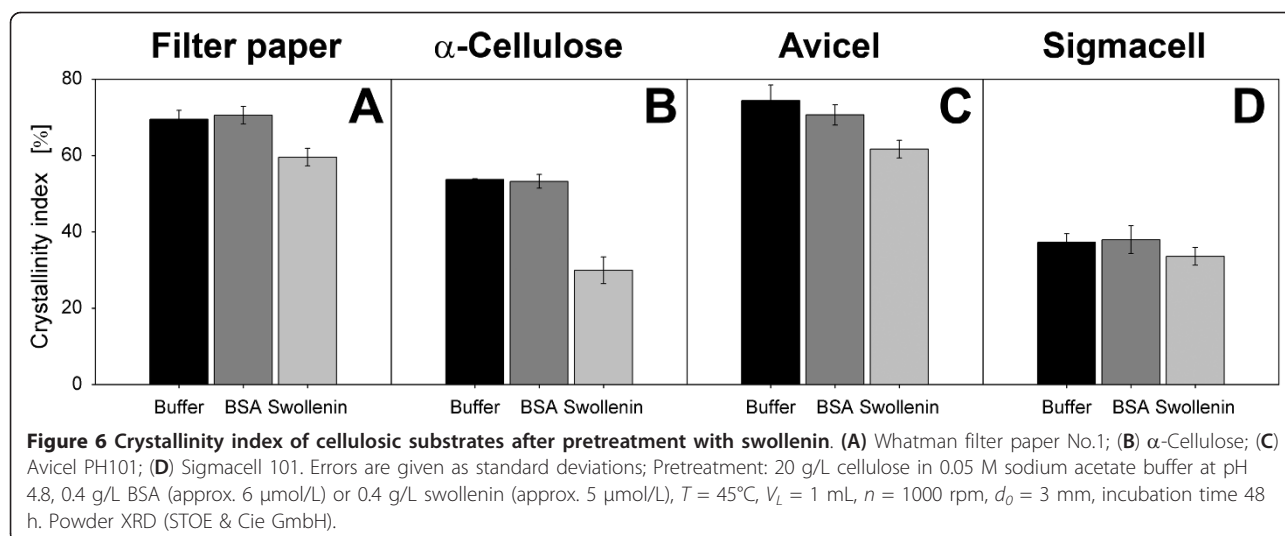 Filter paper α-Cellulose Avicel Sigmacell
A B C D
Crystallinity index [%]
80
60
40
20
0
Buffer BSA Swollenin Buffer BSA Swollenin Buffer BSA Swollenin Buffer BSA Swollenin
Figure 6 Crystallinity index of cellulosic substrates after pretreatment with swollenin. (A) Whatman filter paper No.1; (B) α-Cellulose; (C)
Avicel PH101; (D) Sigmacell 101. Errors are given as standard deviations; Pretreatment: 20 g/L cellulose in 0.05 M sodium acetate buffer at pH
4.8, 0.4 g/L BSA (approx. 6 μmol/L) or 0.4 g/L swollenin (approx. 5 μmol/L), T = 45°C, V_L = 1 mL, n = 1000 rpm, d_0 = 3 mm, incubation time 48
h. Powder XRD (STOE & Cie GmbH).